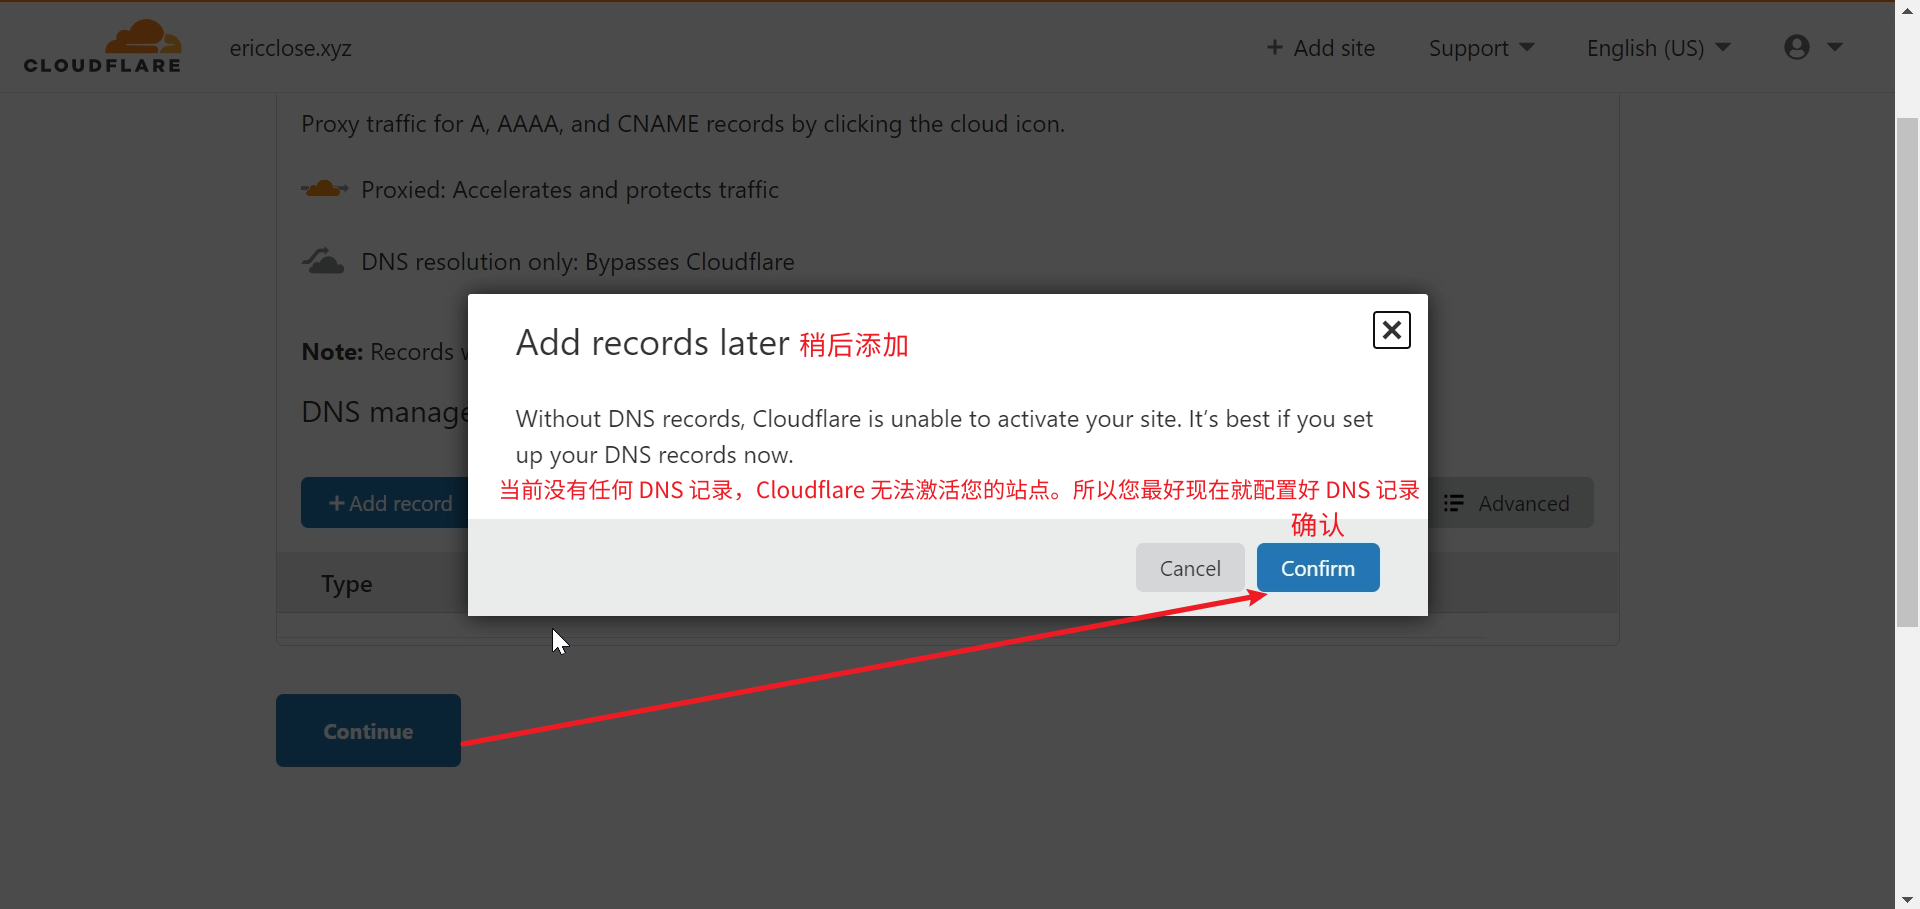 CLOUDFLARE
ericclose.xyz
+ Add site
Support
English (US)
Proxy traffic for A, AAAA, and CNAME records by clicking the cloud icon.
Proxied: Accelerates and protects traffic
DNS resolution only: Bypasses Cloudflare
Note: Records
DNS manage
Add records later 稍后添加
Without DNS records, Cloudflare is unable to activate your site. It's best if you set
up your DNS records now.
当前没有任何 DNS 记录，Cloudflare 无法激活您的站点。所以您最好现在就配置好 DNS 记录
+ Add record
Advanced
确认
Cancel
Confirm
Type
Continue